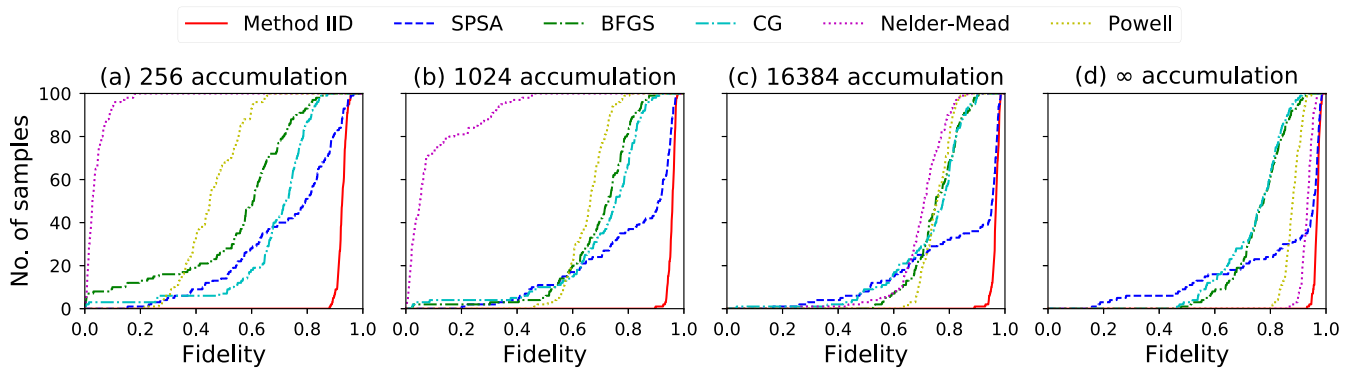 Method IID SPSA BFGS CG Nelder-Mead Powell
(a) 256 accumulation (b) 1024 accumulation (c) 16384 accumulation (d) ∞ accumulation
No. of samples
100
80
60
40
20
0
0.0 0.2 0.4 0.6 0.8 1.0 0.0 0.2 0.4 0.6 0.8 1.0 0.0 0.2 0.4 0.6 0.8 1.0 0.0 0.2 0.4 0.6 0.8 1.0
Fidelity Fidelity Fidelity Fidelity